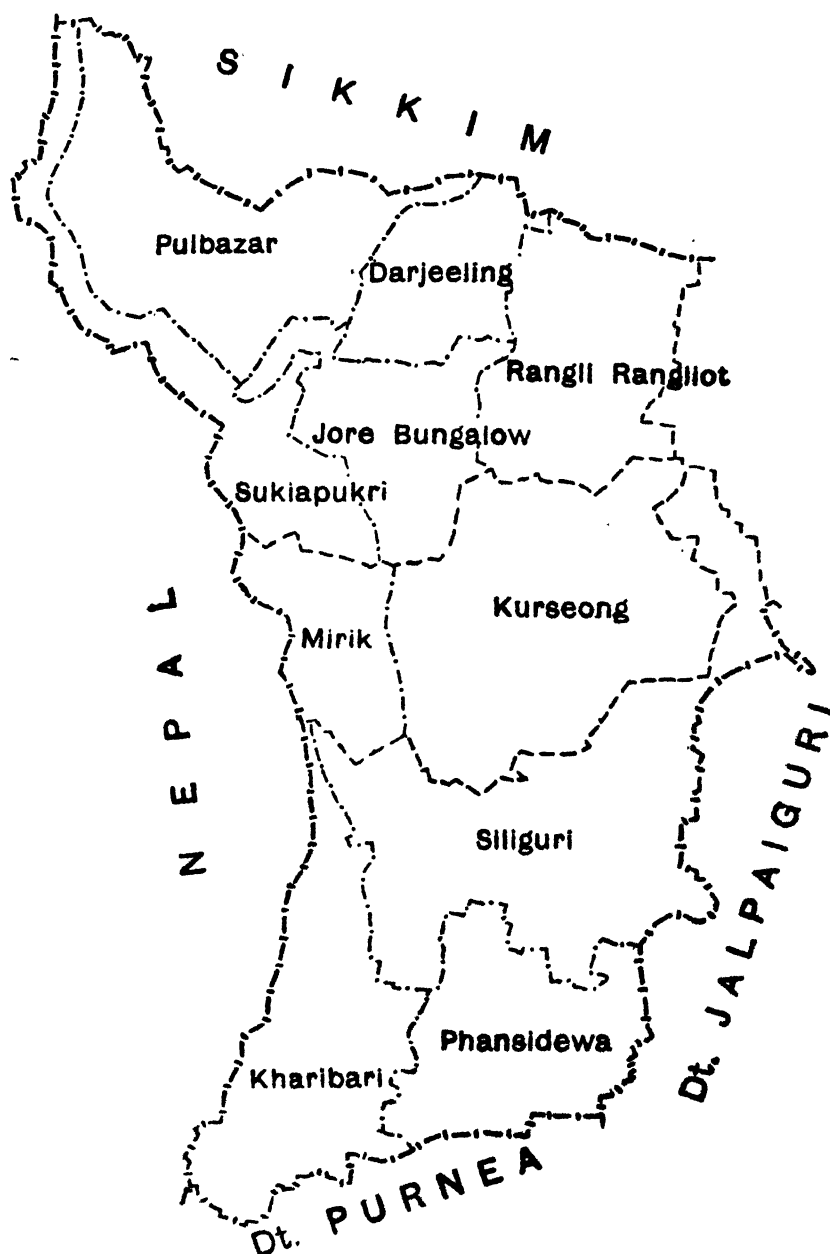 SIKKIM
Pulbazar
Darjeeling
Rangli Rangliot
Jore Bungalow
Sukiapukri
NEPAL
Kurseong
Mirik
Siliguri
Dt. JALPAIGURI
Phansidewa
Kharibari
Dt. PURNEA